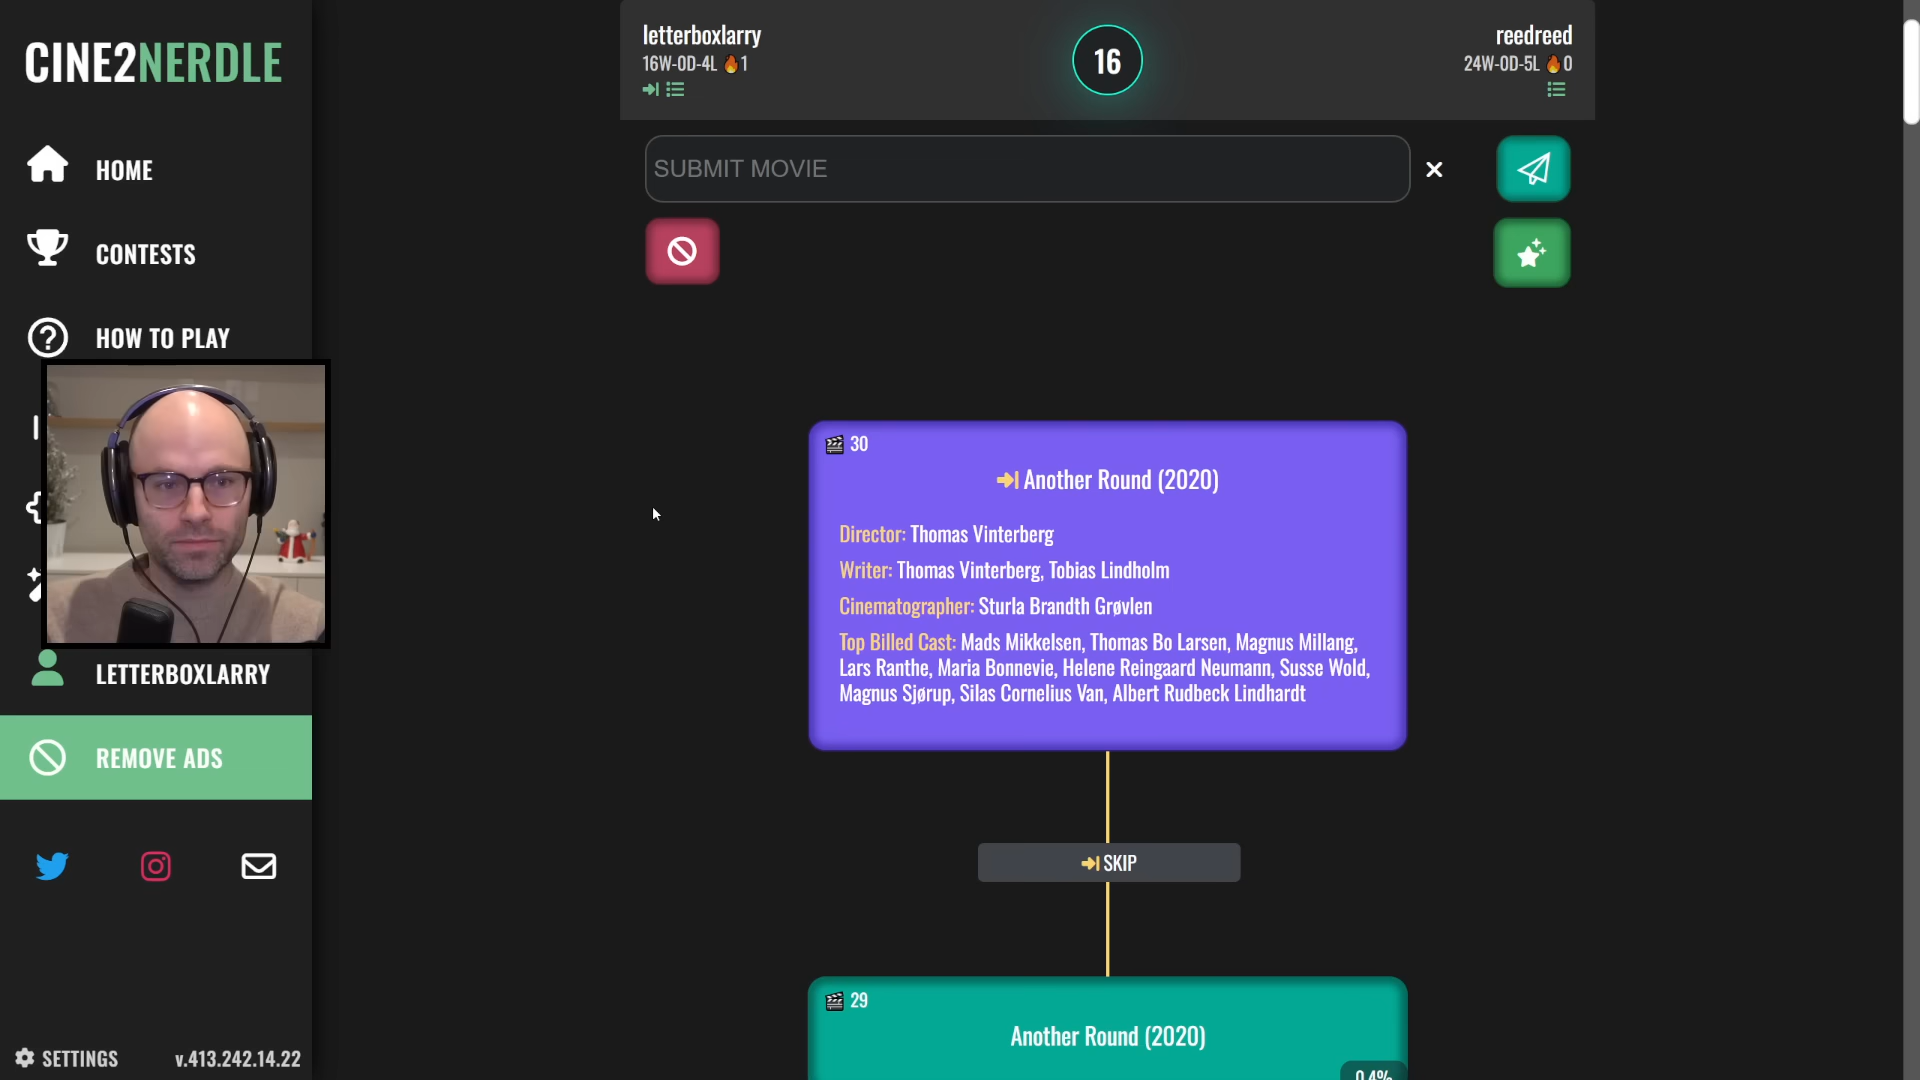 CINE2NERDLE
HOME
CONTESTS
HOW TO PLAY
LETTERBOXLARRY
REMOVE ADS
SETTINGS
v.413.242.14.22
letterboxlarry
16W-0D-4L 🔥1
16
reedreed
24W-0D-5L 🔥0
SUBMIT MOVIE
30
Another Round (2020)
Director: Thomas Vinterberg
Writer: Thomas Vinterberg, Tobias Lindholm
Cinematographer: Sturla Brandth Grøvlen
Top Billed Cast: Mads Mikkelsen, Thomas Bo Larsen, Magnus Millang,
Lars Ranthe, Maria Bonnevie, Helene Reingaard Neumann, Susse Wold,
Magnus Sjørup, Silas Cornelius Van, Albert Rudbeck Lindhardt
SKIP
29
Another Round (2020)
0.4%